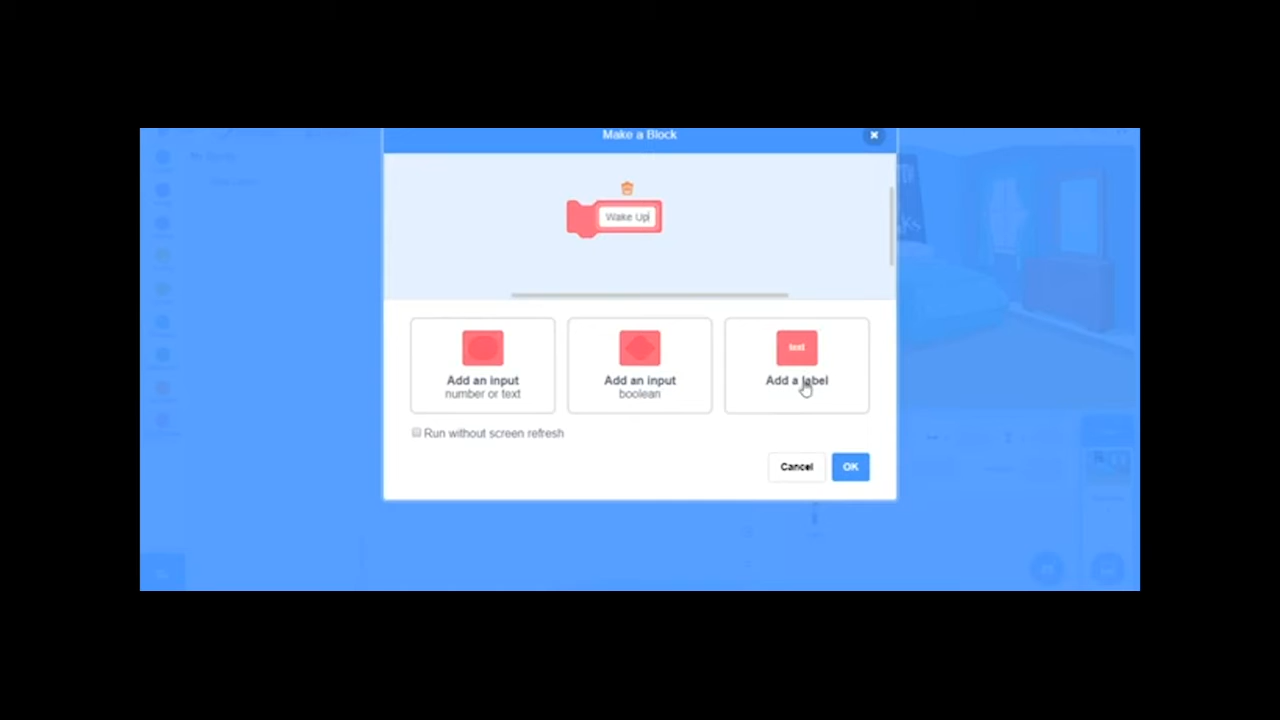 Make a Block
Wake Up
text
Add an input
number or text
Add an input
boolean
Add a label
Run without screen refresh
Cancel
OK